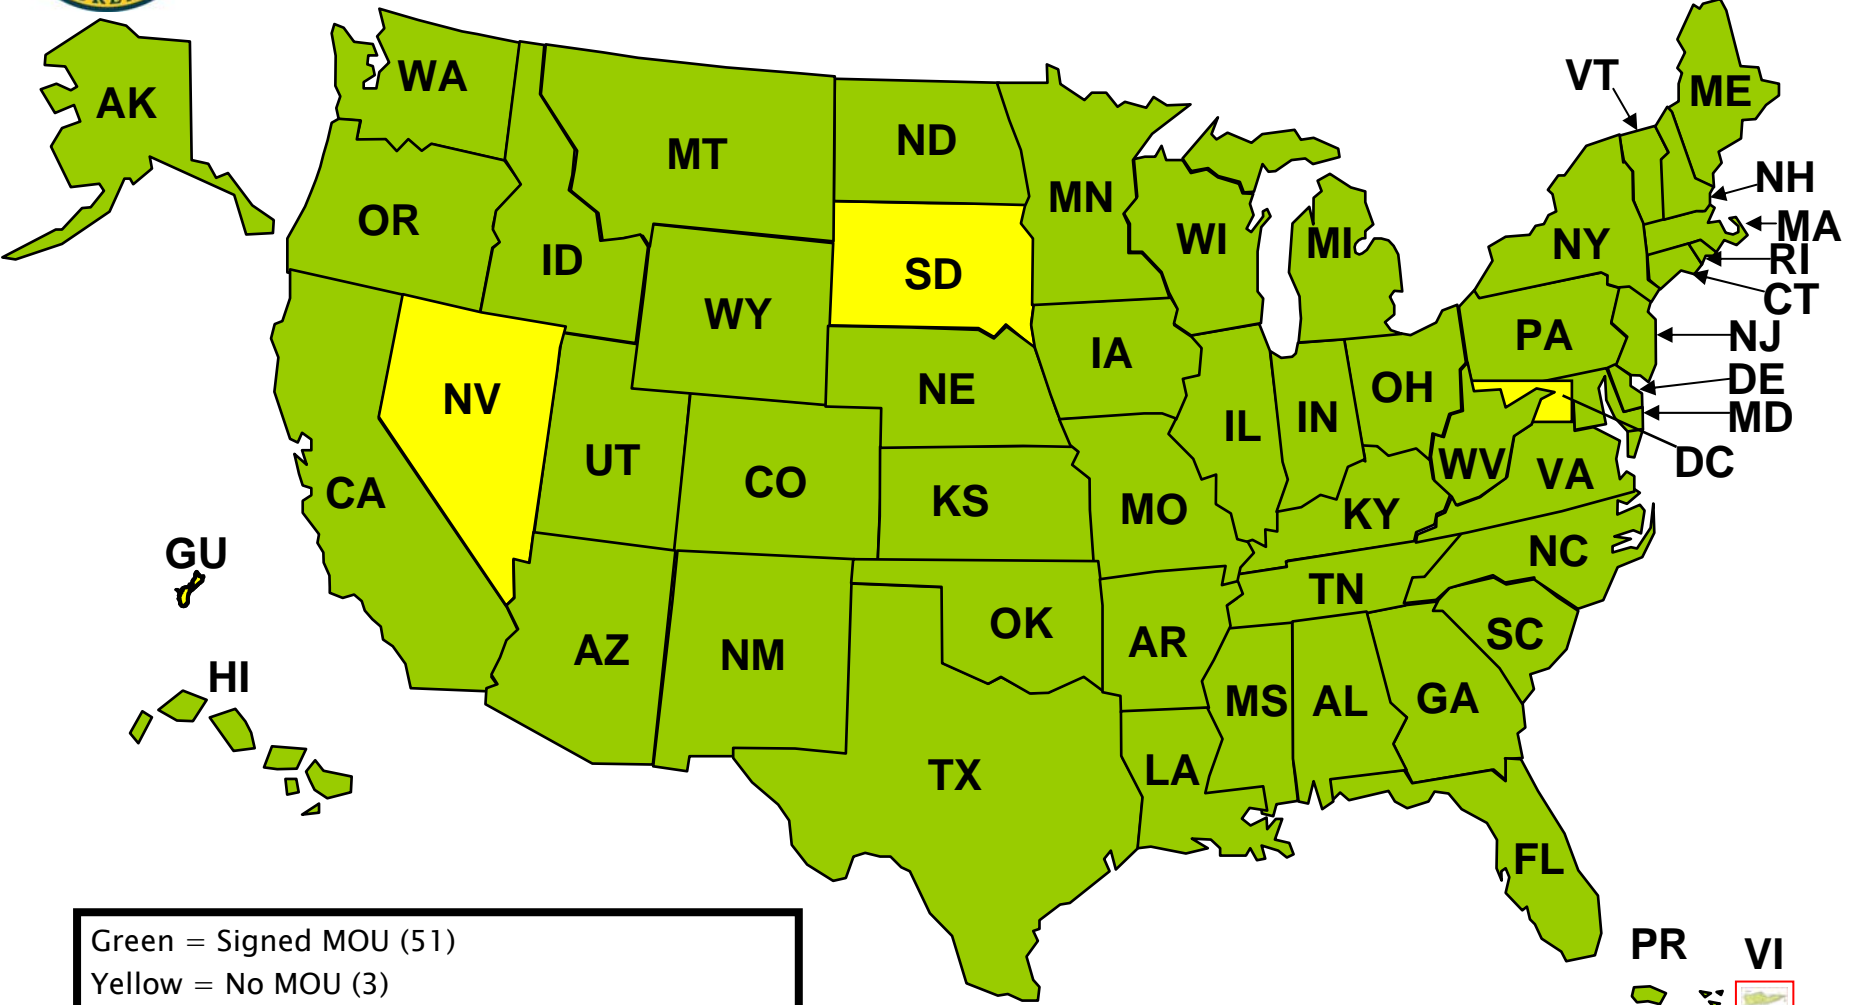 AK
WA
MT
ND
MN
VT
ME
NH
OR
ID
WI
MI
NY
MA
RI
CT
SD
WY
IA
PA
NJ
NV
NE
OH
DE
MD
IL
IN
UT
CO
KS
MO
WV
VA
DC
CA
KY
GU
NC
TN
OK
AR
SC
HI
AZ
NM
MS
AL
GA
TX
LA
FL
PR
VI
Green = Signed MOU (51)
Yellow = No MOU (3)